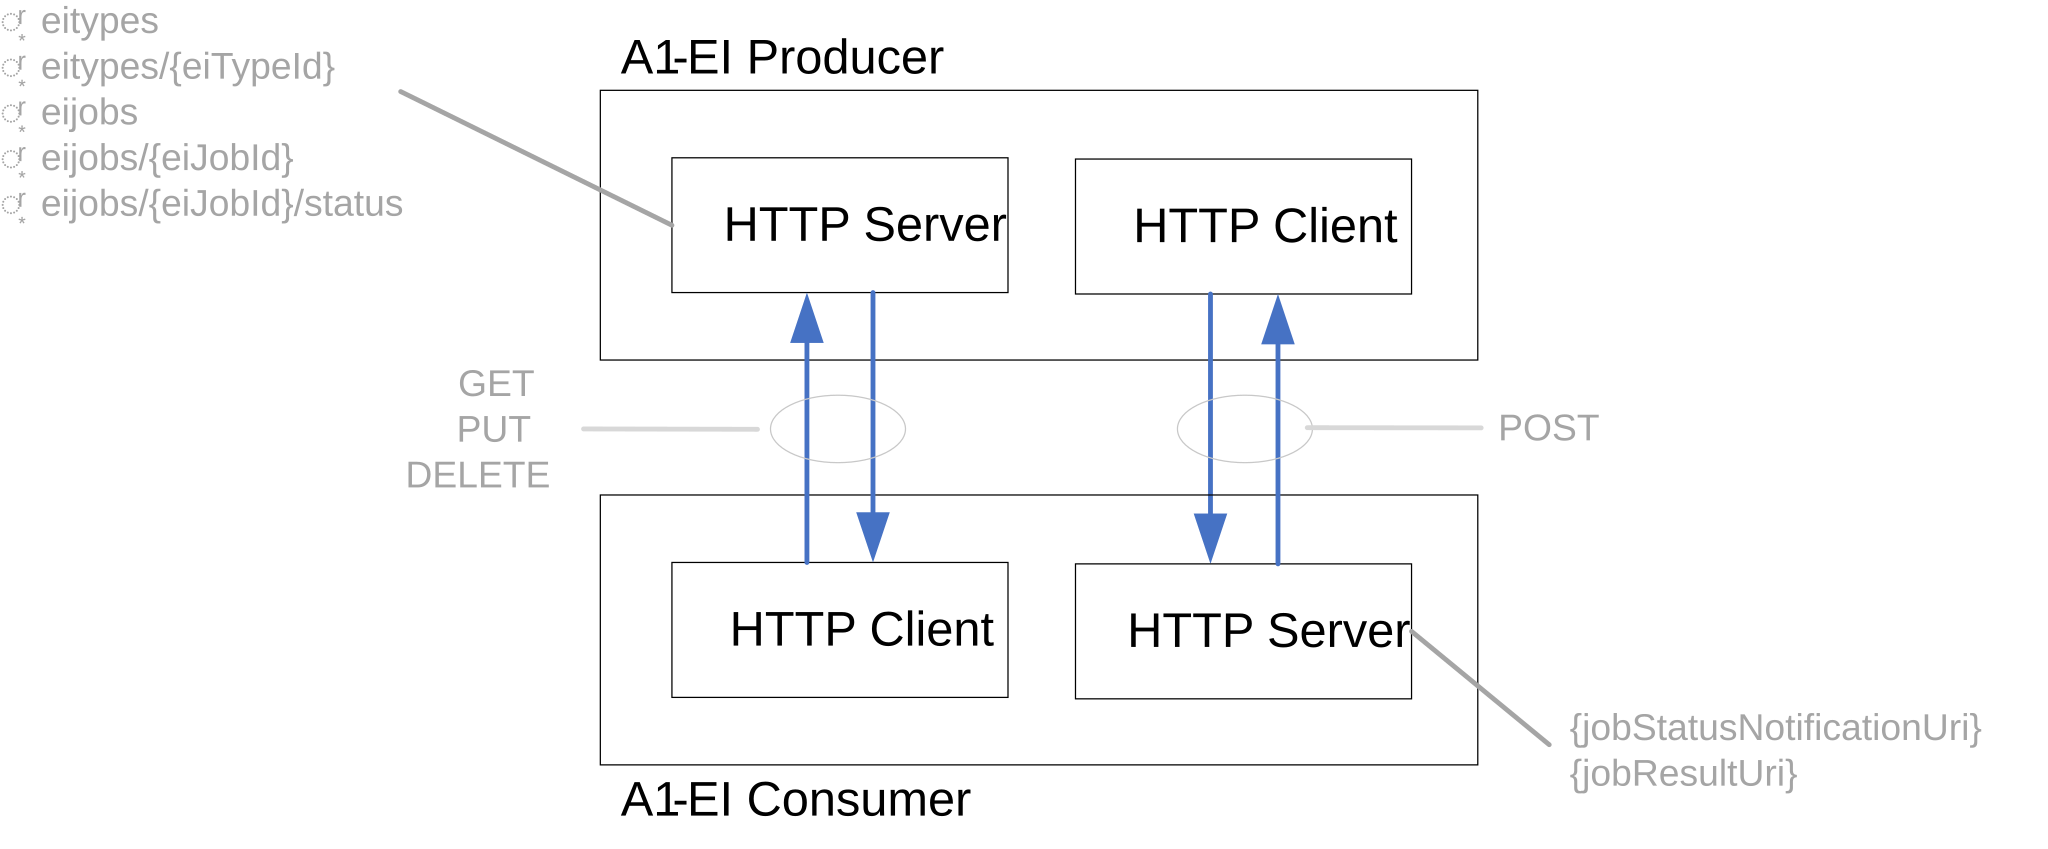 eitypes
eitypes/{eiTypeId}
eijobs
eijobs/{eiJobId}
eijobs/{eiJobId}/status
A1-EI Producer
HTTP Server
HTTP Client
GET
PUT
DELETE
POST
HTTP Client
HTTP Server
{jobStatusNotificationUri}
{jobResultUri}
A1-EI Consumer